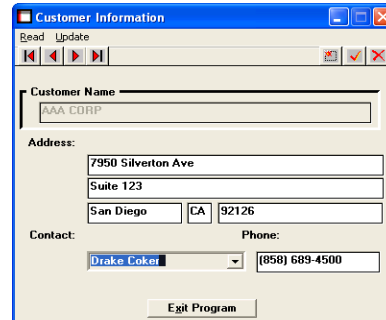 Customer Information
Read Update
Customer Name
AAA CORP
Address:
7950 Silverton Ave
Suite 123
San Diego CA 92126
Contact: Phone:
Drake Coker (858) 689-4500
Exit Program